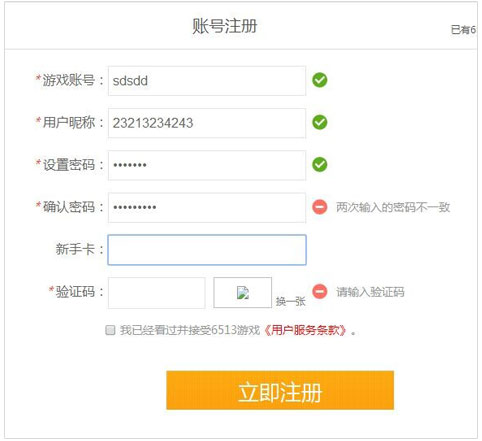 账号注册
已有6
*游戏账号：sdsdd
*用户昵称：23213234243
*设置密码：•••••••
*确认密码：••••••••• 两次输入的密码不一致
新手卡：
*验证码： 换一张 请输入验证码
我已经看过并接受6513游戏《用户服务条款》。
立即注册